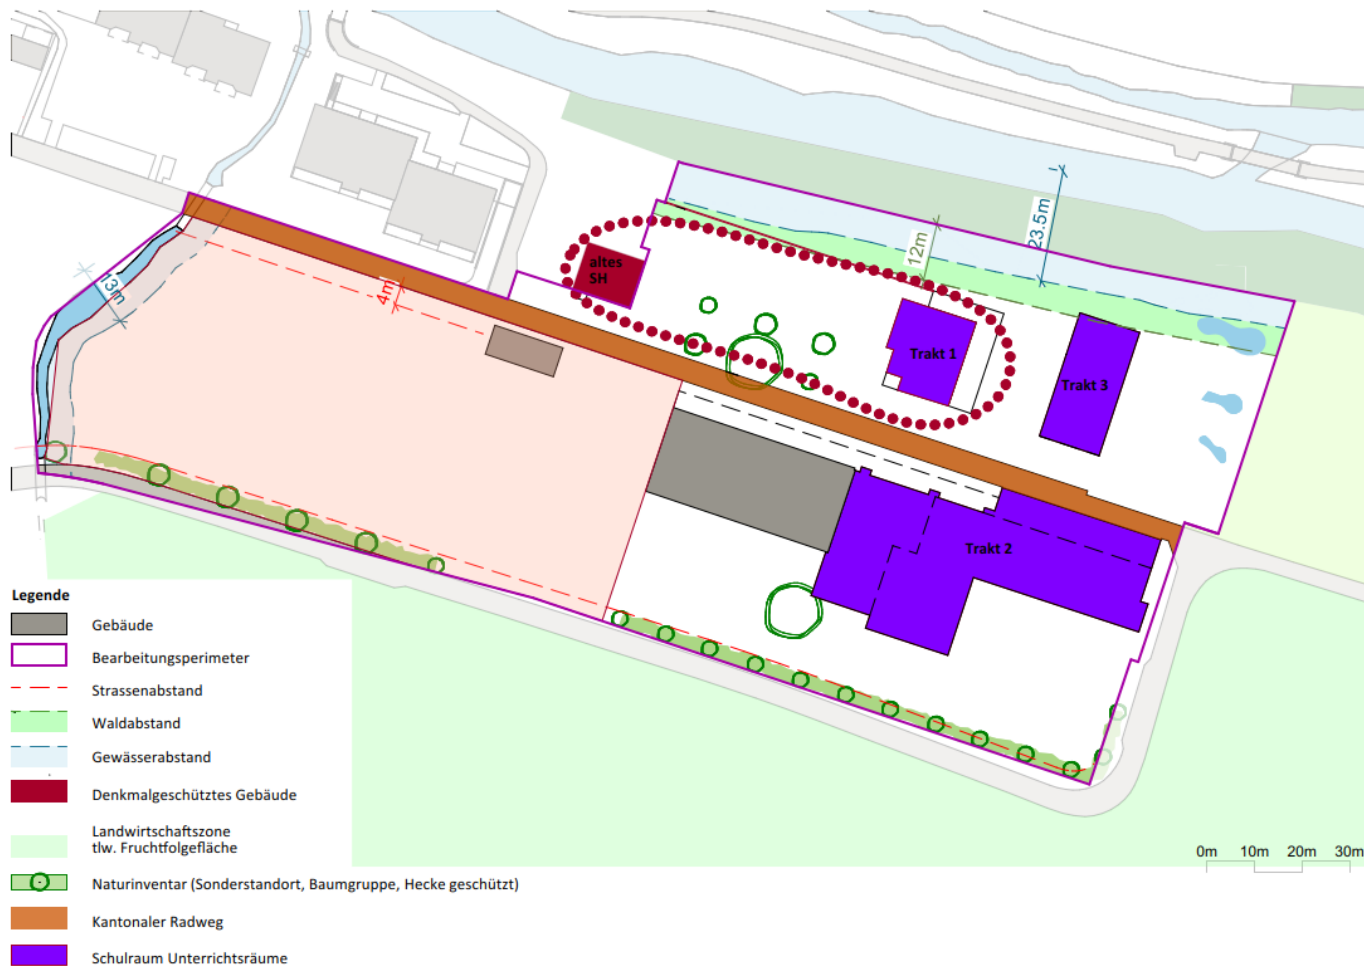 altes
SH
12m
23.5m
13m
4m
Trakt 1
Trakt 3
Trakt 2
Legende
Gebäude
Bearbeitungsperimeter
Strassenabstand
Waldabstand
Gewässerabstand
Denkmalgeschütztes Gebäude
Landwirtschaftszone
tlw. Fruchtfolgefläche
Naturinventar (Sonderstandort, Baumgruppe, Hecke geschützt)
Kantonaler Radweg
Schulraum Unterrichtsräume
0m 10m 20m 30m